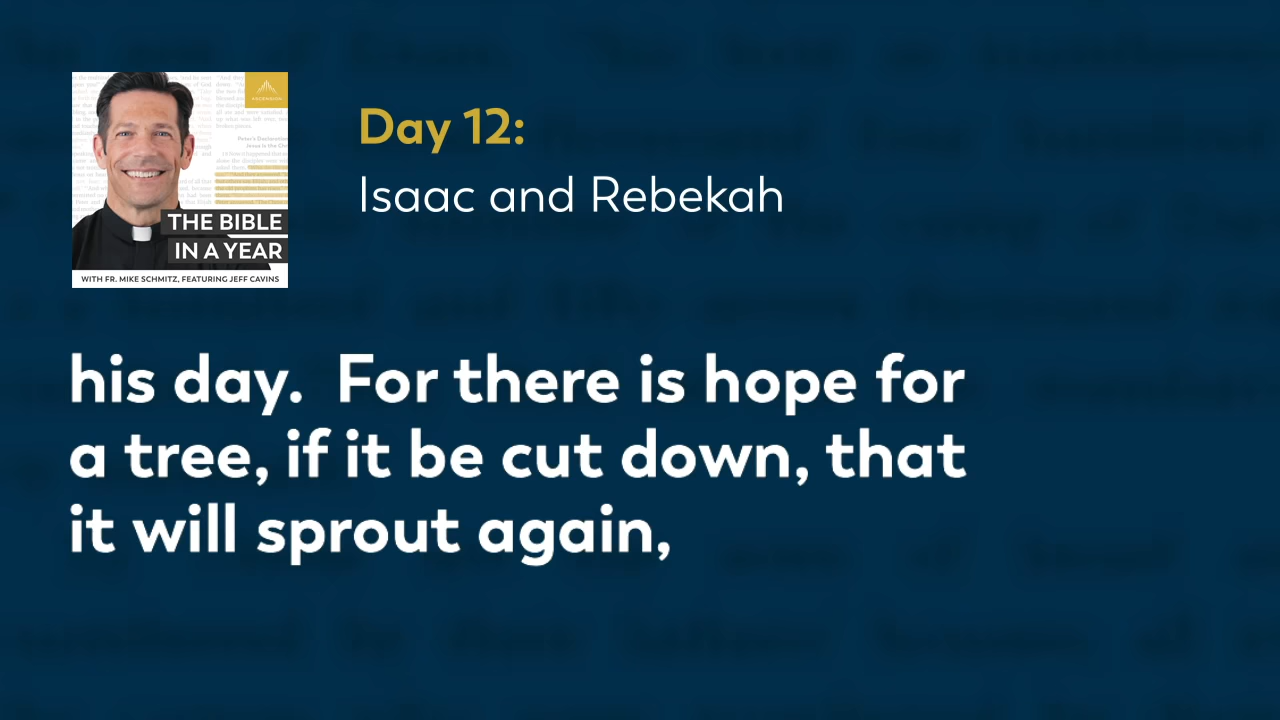 Day 12:
Isaac and Rebekah
ASCENSION
THE BIBLE
IN A YEAR
WITH FR. MIKE SCHMITZ, FEATURING JEFF CAVINS
his day.  For there is hope for
a tree, if it be cut down, that
it will sprout again,